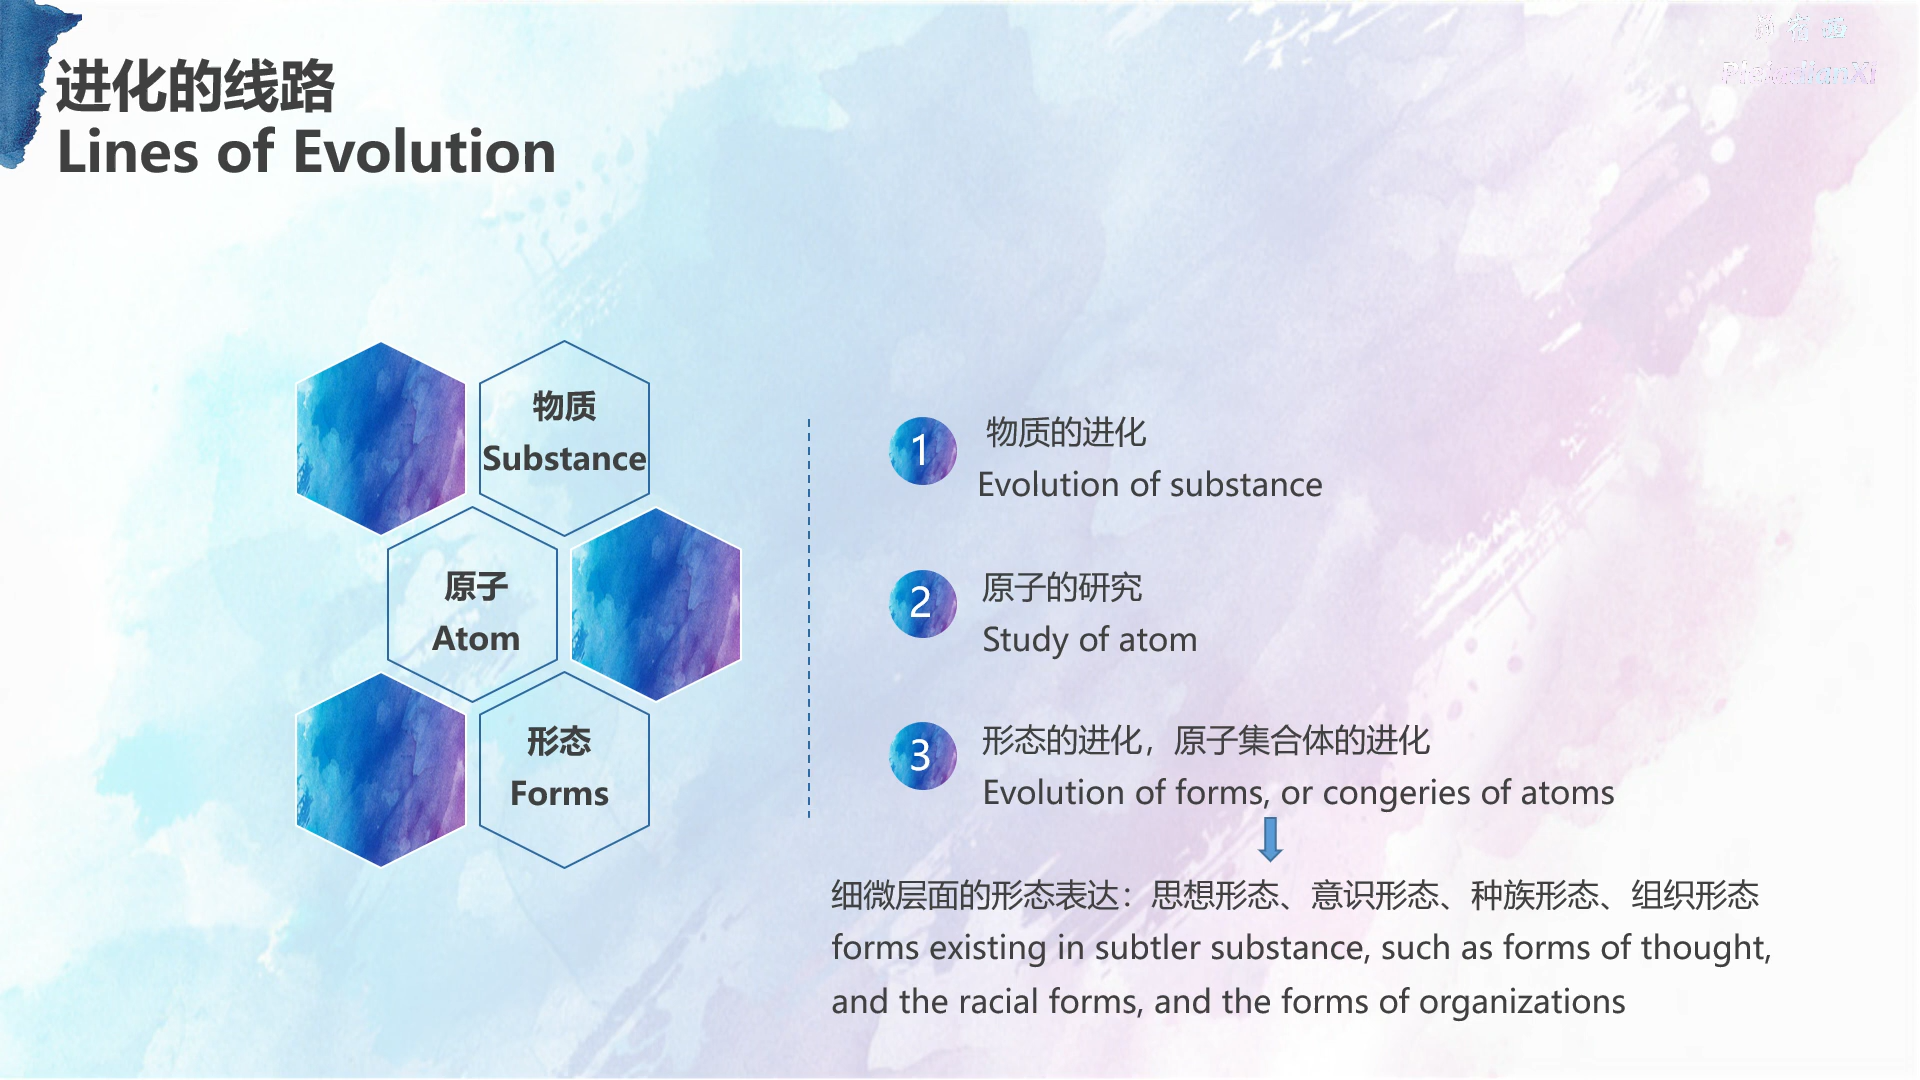 进化的线路
Lines of Evolution
物质
Substance
原子
Atom
形态
Forms
1
物质的进化
Evolution of substance
2
原子的研究
Study of atom
3
形态的进化，原子集合体的进化
Evolution of forms, or congeries of atoms
细微层面的形态表达：思想形态、意识形态、种族形态、组织形态
forms existing in subtler substance, such as forms of thought,
and the racial forms, and the forms of organizations